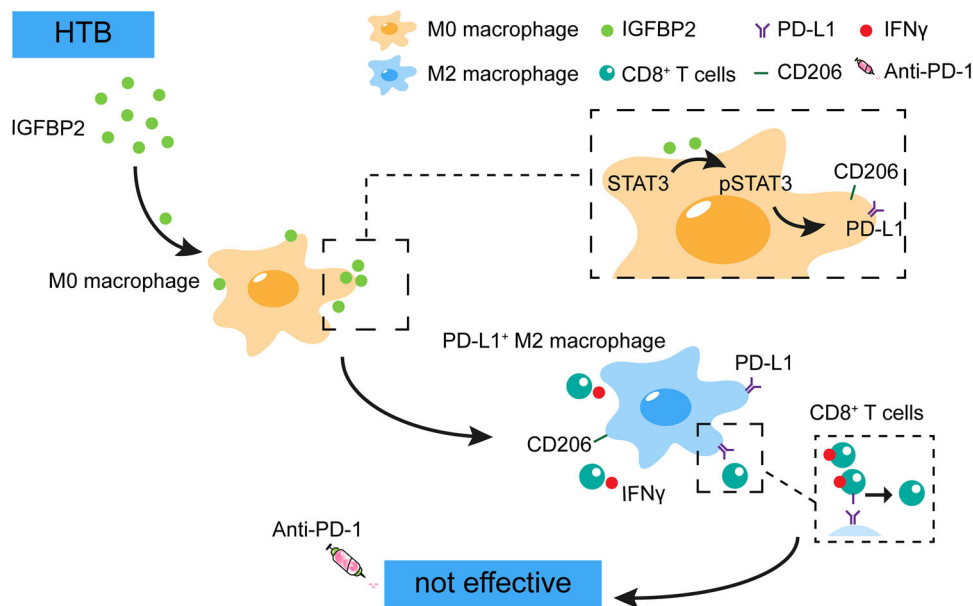 HTB
M0 macrophage
IGFBP2
PD-L1
IFNγ
M2 macrophage
CD8⁺ T cells
CD206
Anti-PD-1
IGFBP2
STAT3
pSTAT3
CD206
PD-L1
M0 macrophage
PD-L1⁺ M2 macrophage
PD-L1
CD8⁺ T cells
CD206
IFNγ
Anti-PD-1
not effective